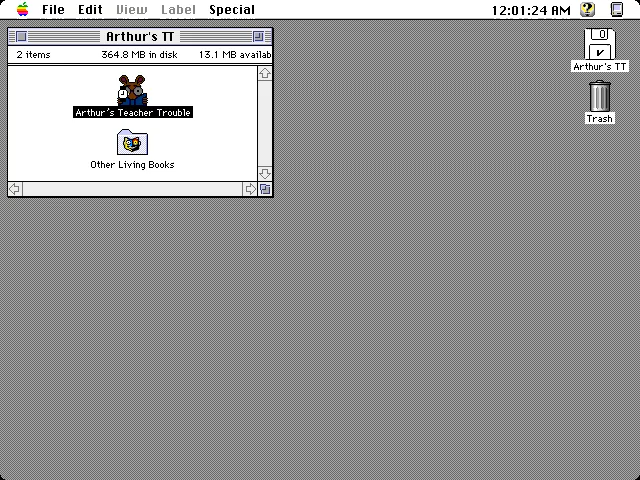 File Edit View Label Special 12:01:24 AM
Arthur's TT
2 items 364.8 MB in disk 13.1 MB availab
Arthur's Teacher Trouble
Other Living Books
Arthur's TT
Trash